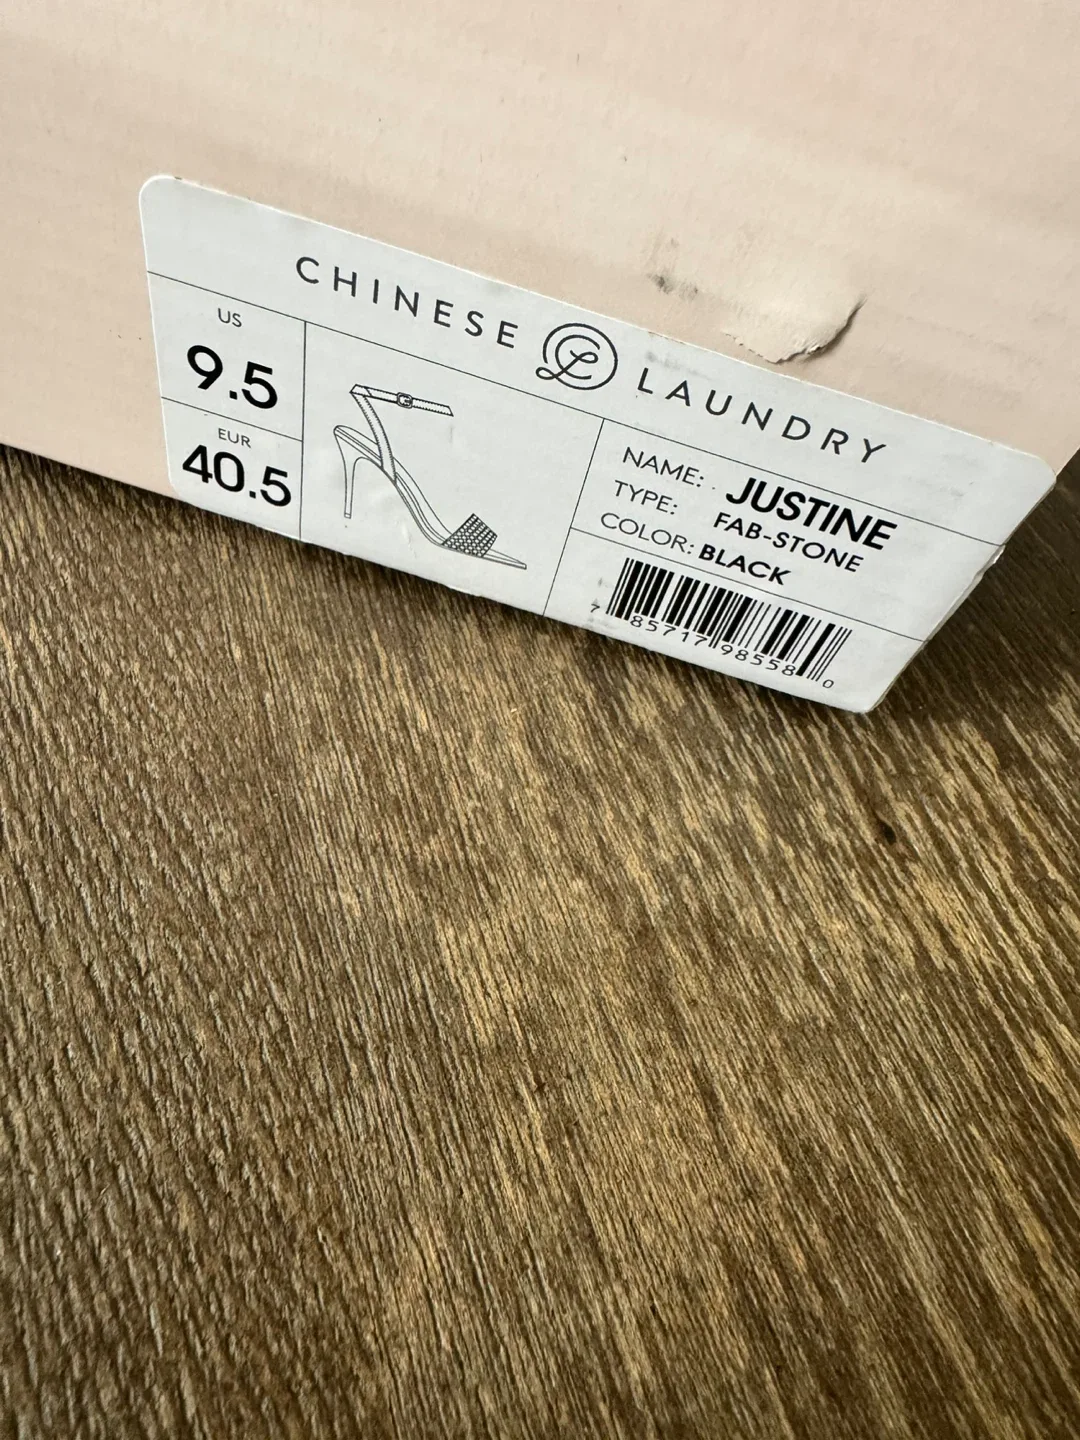 CHINESE CL LAUNDRY
US
9.5
EUR
40.5
NAME: JUSTINE
TYPE: FAB-STONE
COLOR: BLACK
7 85717 98558 0